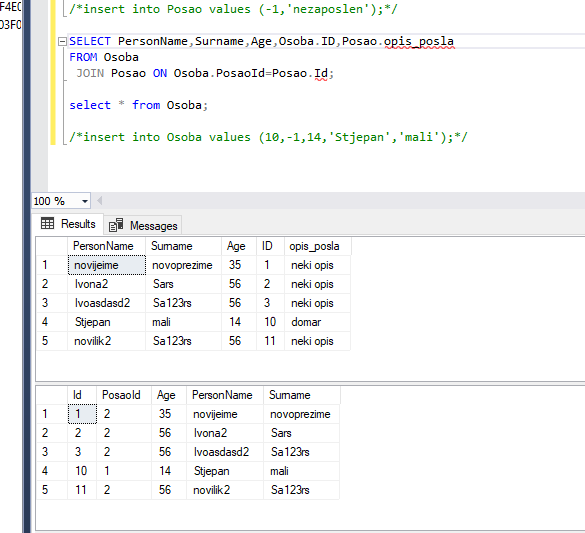 F4E0
03F0
/*insert into Posao values (-1,'nezaposlen');*/
SELECT PersonName,Surname,Age,Osoba.ID,Posao.opis_posla
FROM Osoba
JOIN Posao ON Osoba.PosaoId=Posao.Id;
select * from Osoba;
/*insert into Osoba values (10,-1,14,'Stjepan','mali');*/
100 %
Results Messages
PersonName Surname Age ID opis_posla
1 novijeime novoprezime 35 1 neki opis
2 Ivona2 Sars 56 2 neki opis
3 Ivoasdasd2 Sa123rs 56 3 neki opis
4 Stjepan mali 14 10 domar
5 novilik2 Sa123rs 56 11 neki opis
Id PosaoId Age PersonName Surname
1 1 2 35 novijeime novoprezime
2 2 2 56 Ivona2 Sars
3 3 2 56 Ivoasdasd2 Sa123rs
4 10 1 14 Stjepan mali
5 11 2 56 novilik2 Sa123rs